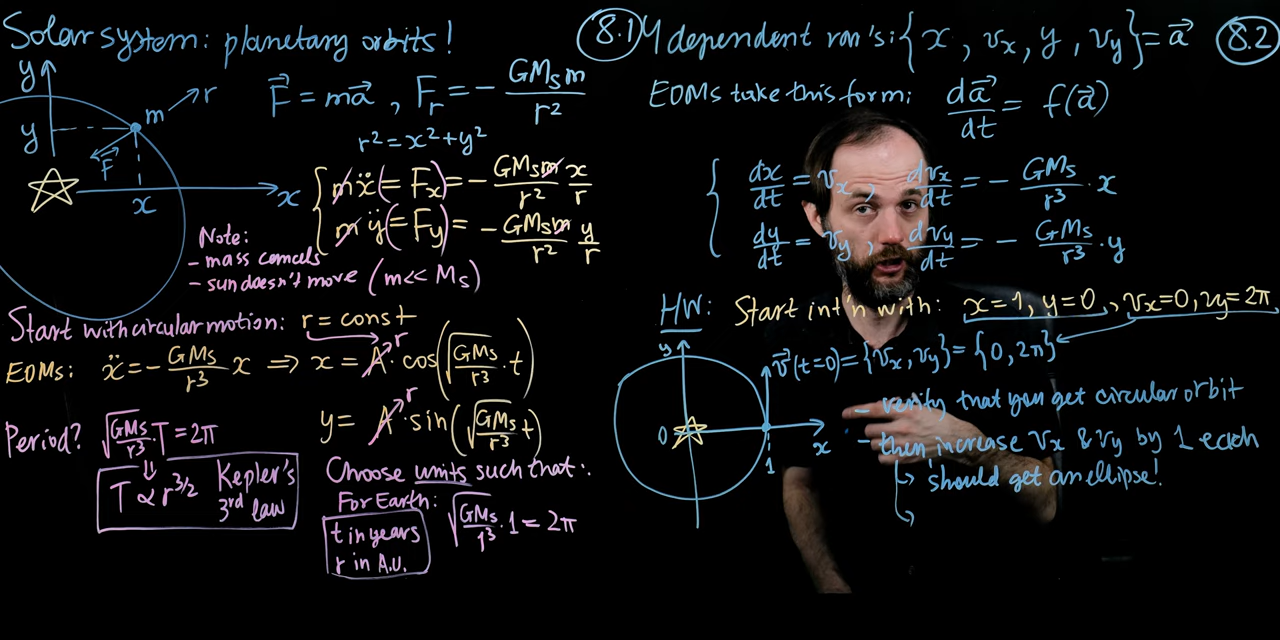 Solar system: planetary orbits!
8.1
y
m
r
F⃗ = ma⃗ , F_r = - GM_s m / r²
y
r² = x² + y²
F⃗
x
x
{ mẍ (= F_x) = - GM_s m / r² · x / r
mÿ (= F_y) = - GM_s m / r² · y / r
Note:
- mass cancels
- sun doesn't move (m << M_s)
Start with circular motion: r = const
EOMs: ẍ = - GM_s / r³ x ⇒ x = A r · cos(√(GM_s / r³) · t)
y = A r · sin(√(GM_s / r³) t)
Period? √(GM_s / r³) · T = 2π
⇓
T ∝ r^(3/2) Kepler's 3rd law
Choose units such that:
For Earth: √(GM_s / 1³) · 1 = 2π
t in years
r in A.U.
4 dependent var's: { x , v_x , y , v_y } = a⃗
8.2
EOMs take this form: da⃗ / dt = f(a⃗)
{ dx / dt = v_x , dv_x / dt = - GM_s / r³ · x
dy / dt = v_y , dv_y / dt = - GM_s / r³ · y
HW: Start int'n with: x = 1, y = 0, v_x = 0, v_y = 2π
y
v⃗(t=0) = {v_x, v_y} = {0, 2π}
- verify that you get circular orbit
0
x
1
- then increase v_x & v_y by 1 each
↳ should get an ellipse!
↳